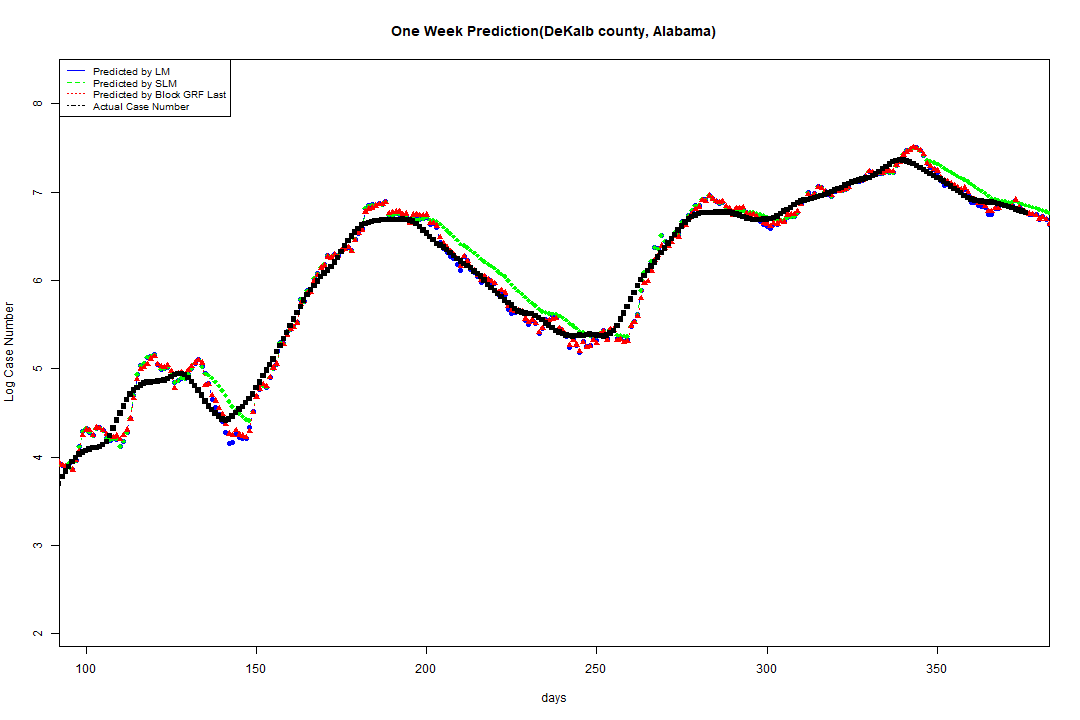 One Week Prediction(DeKalb county, Alabama)
Predicted by LM
Predicted by SLM
Predicted by Block GRF Last
Actual Case Number
8
7
6
5
4
3
2
Log Case Number
100 150 200 250 300 350
days